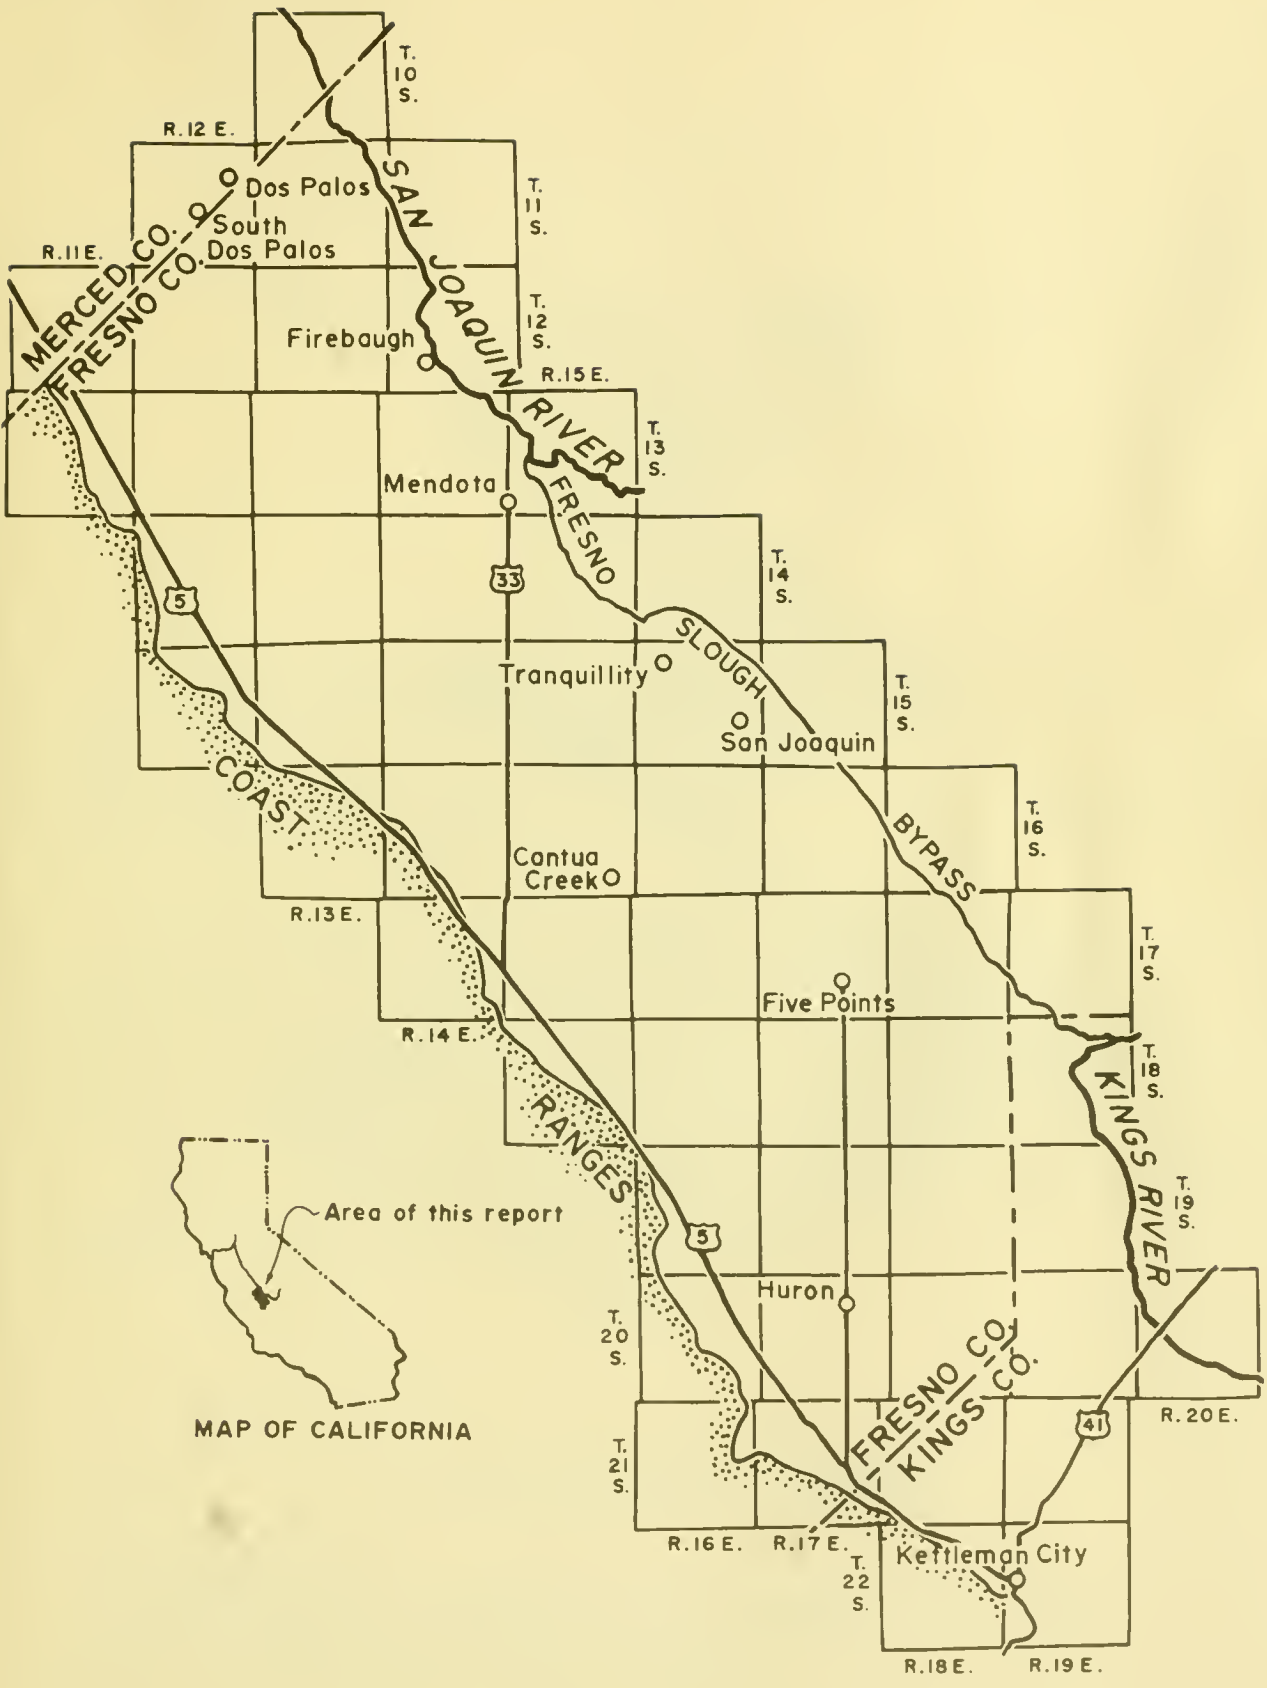 T.
10
S.
R.12 E.
Dos Palos
SAN
T.
11
S.
South
Dos Palos
R.11 E.
MERCED CO.
FRESNO CO.
JOAQUIN
T.
12
S.
Firebaugh
R.15 E.
RIVER
T.
13
S.
Mendota
FRESNO
33
T.
14
S.
5
SLOUGH
Tranquillity
T.
15
S.
San Joaquin
COAST
BYPASS
T.
16
S.
Cantua
Creek
R.13 E.
T.
17
S.
Five Points
R.14 E.
T.
18
S.
KINGS RIVER
RANGES
T.
19
S.
Area of this report
5
Huron
T.
20
S.
FRESNO CO.
KINGS CO.
MAP OF CALIFORNIA
41
R.20 E.
T.
21
S.
R.16 E.
R.17 E.
Kettleman City
T.
22
S.
R.18 E.
R.19 E.